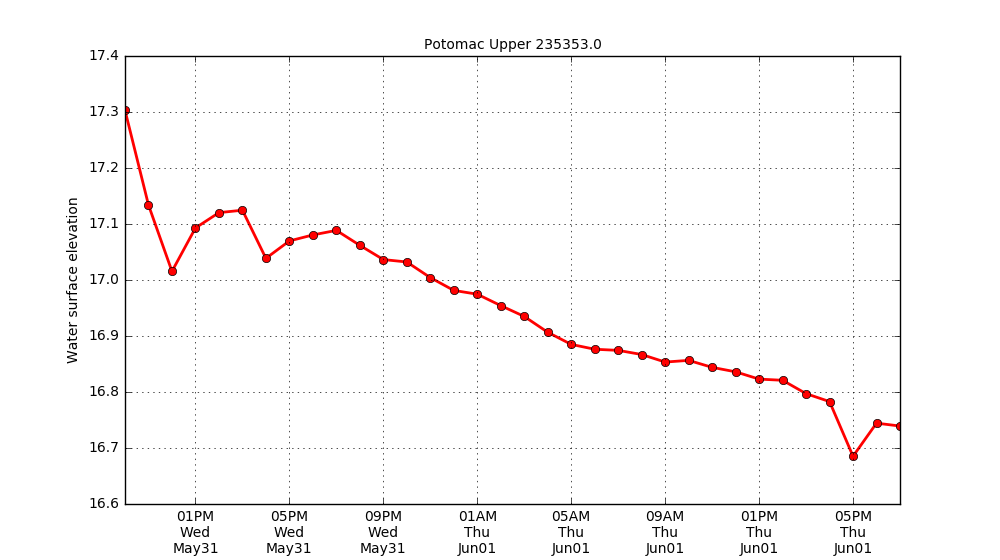 Potomac Upper 235353.0
17.4
17.3
17.2
17.1
17.0
16.9
16.8
16.7
16.6
Water surface elevation
01PM 05PM 09PM 01AM 05AM 09AM 01PM 05PM
Wed Wed Wed Thu Thu Thu Thu Thu
May31 May31 May31 Jun01 Jun01 Jun01 Jun01 Jun01